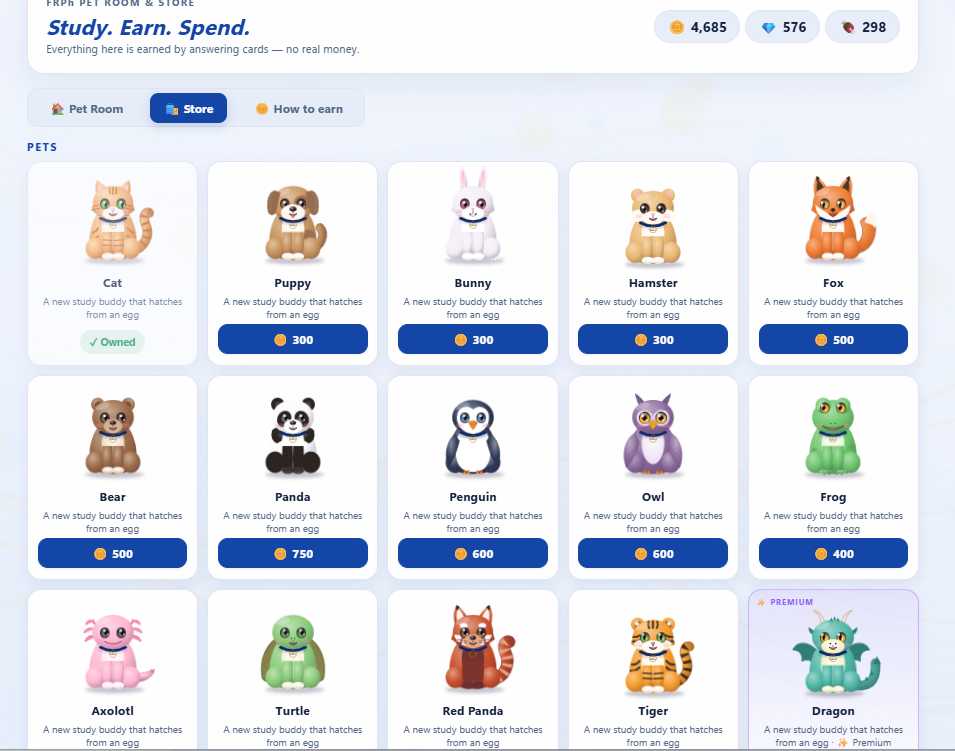 FRPh PET ROOM & STORE
Study. Earn. Spend.
Everything here is earned by answering cards — no real money.
4,685
576
298
Pet Room
Store
How to earn
PETS
Cat
A new study buddy that hatches
from an egg
✓ Owned
Puppy
A new study buddy that hatches
from an egg
300
Bunny
A new study buddy that hatches
from an egg
300
Hamster
A new study buddy that hatches
from an egg
300
Fox
A new study buddy that hatches
from an egg
500
Bear
A new study buddy that hatches
from an egg
500
Panda
A new study buddy that hatches
from an egg
750
Penguin
A new study buddy that hatches
from an egg
600
Owl
A new study buddy that hatches
from an egg
600
Frog
A new study buddy that hatches
from an egg
400
Axolotl
A new study buddy that hatches
from an egg
Turtle
A new study buddy that hatches
from an egg
Red Panda
A new study buddy that hatches
from an egg
Tiger
A new study buddy that hatches
from an egg
✨ PREMIUM
Dragon
A new study buddy that hatches
from an egg · ✨ Premium